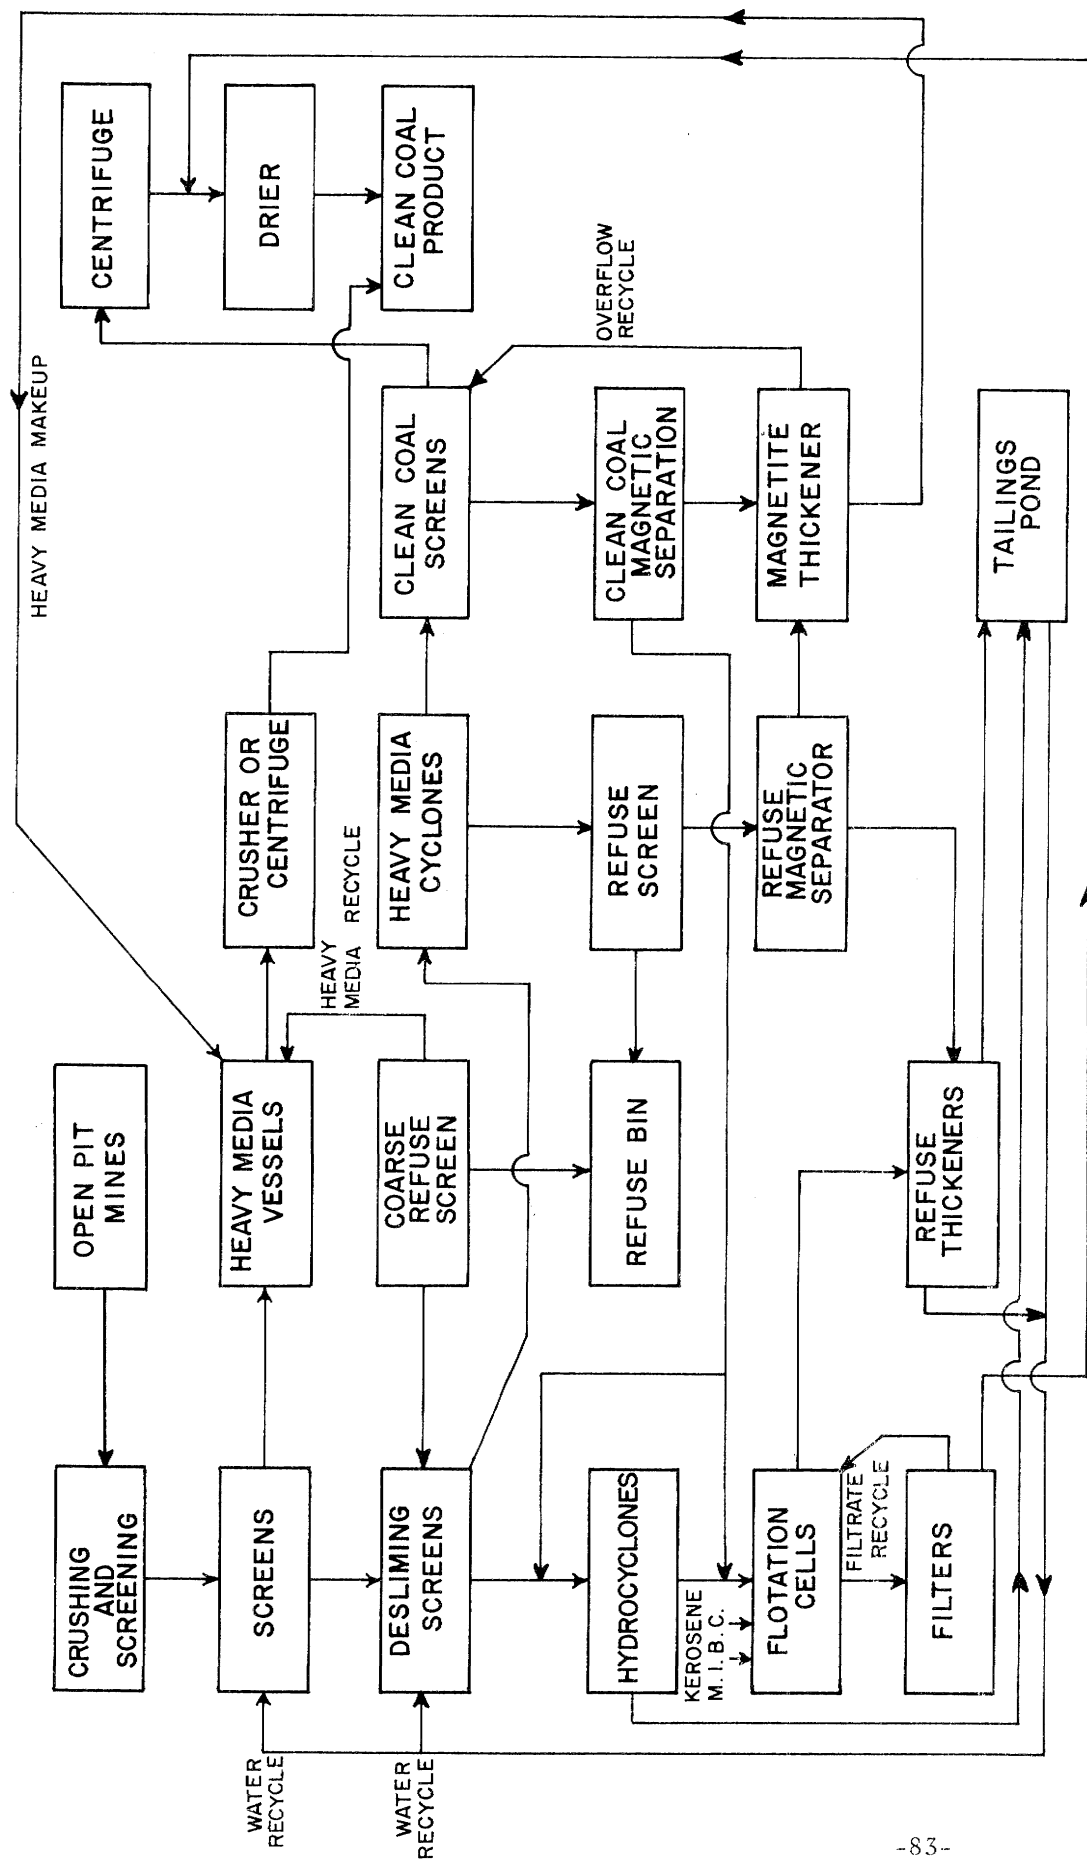 HEAVY MEDIA MAKEUP
OPEN PIT
MINES
CRUSHING
AND
SCREENING
SCREENS
HEAVY MEDIA
VESSELS
CRUSHER OR
CENTRIFUGE
CENTRIFUGE
DRIER
CLEAN COAL
PRODUCT
HEAVY
MEDIA RECYCLE
WATER
RECYCLE
DESLIMING
SCREENS
COARSE
REFUSE
SCREEN
HEAVY MEDIA
CYCLONES
CLEAN COAL
SCREENS
OVERFLOW
RECYCLE
WATER
RECYCLE
HYDROCYCLONES
REFUSE BIN
REFUSE
SCREEN
CLEAN COAL
MAGNETIC
SEPARATION
KEROSENE
M.I.B.C.
FLOTATION
CELLS
REFUSE
MAGNETIC
SEPARATOR
MAGNETITE
THICKENER
FILTRATE
RECYCLE
FILTERS
REFUSE
THICKENERS
TAILINGS
POND
-83-